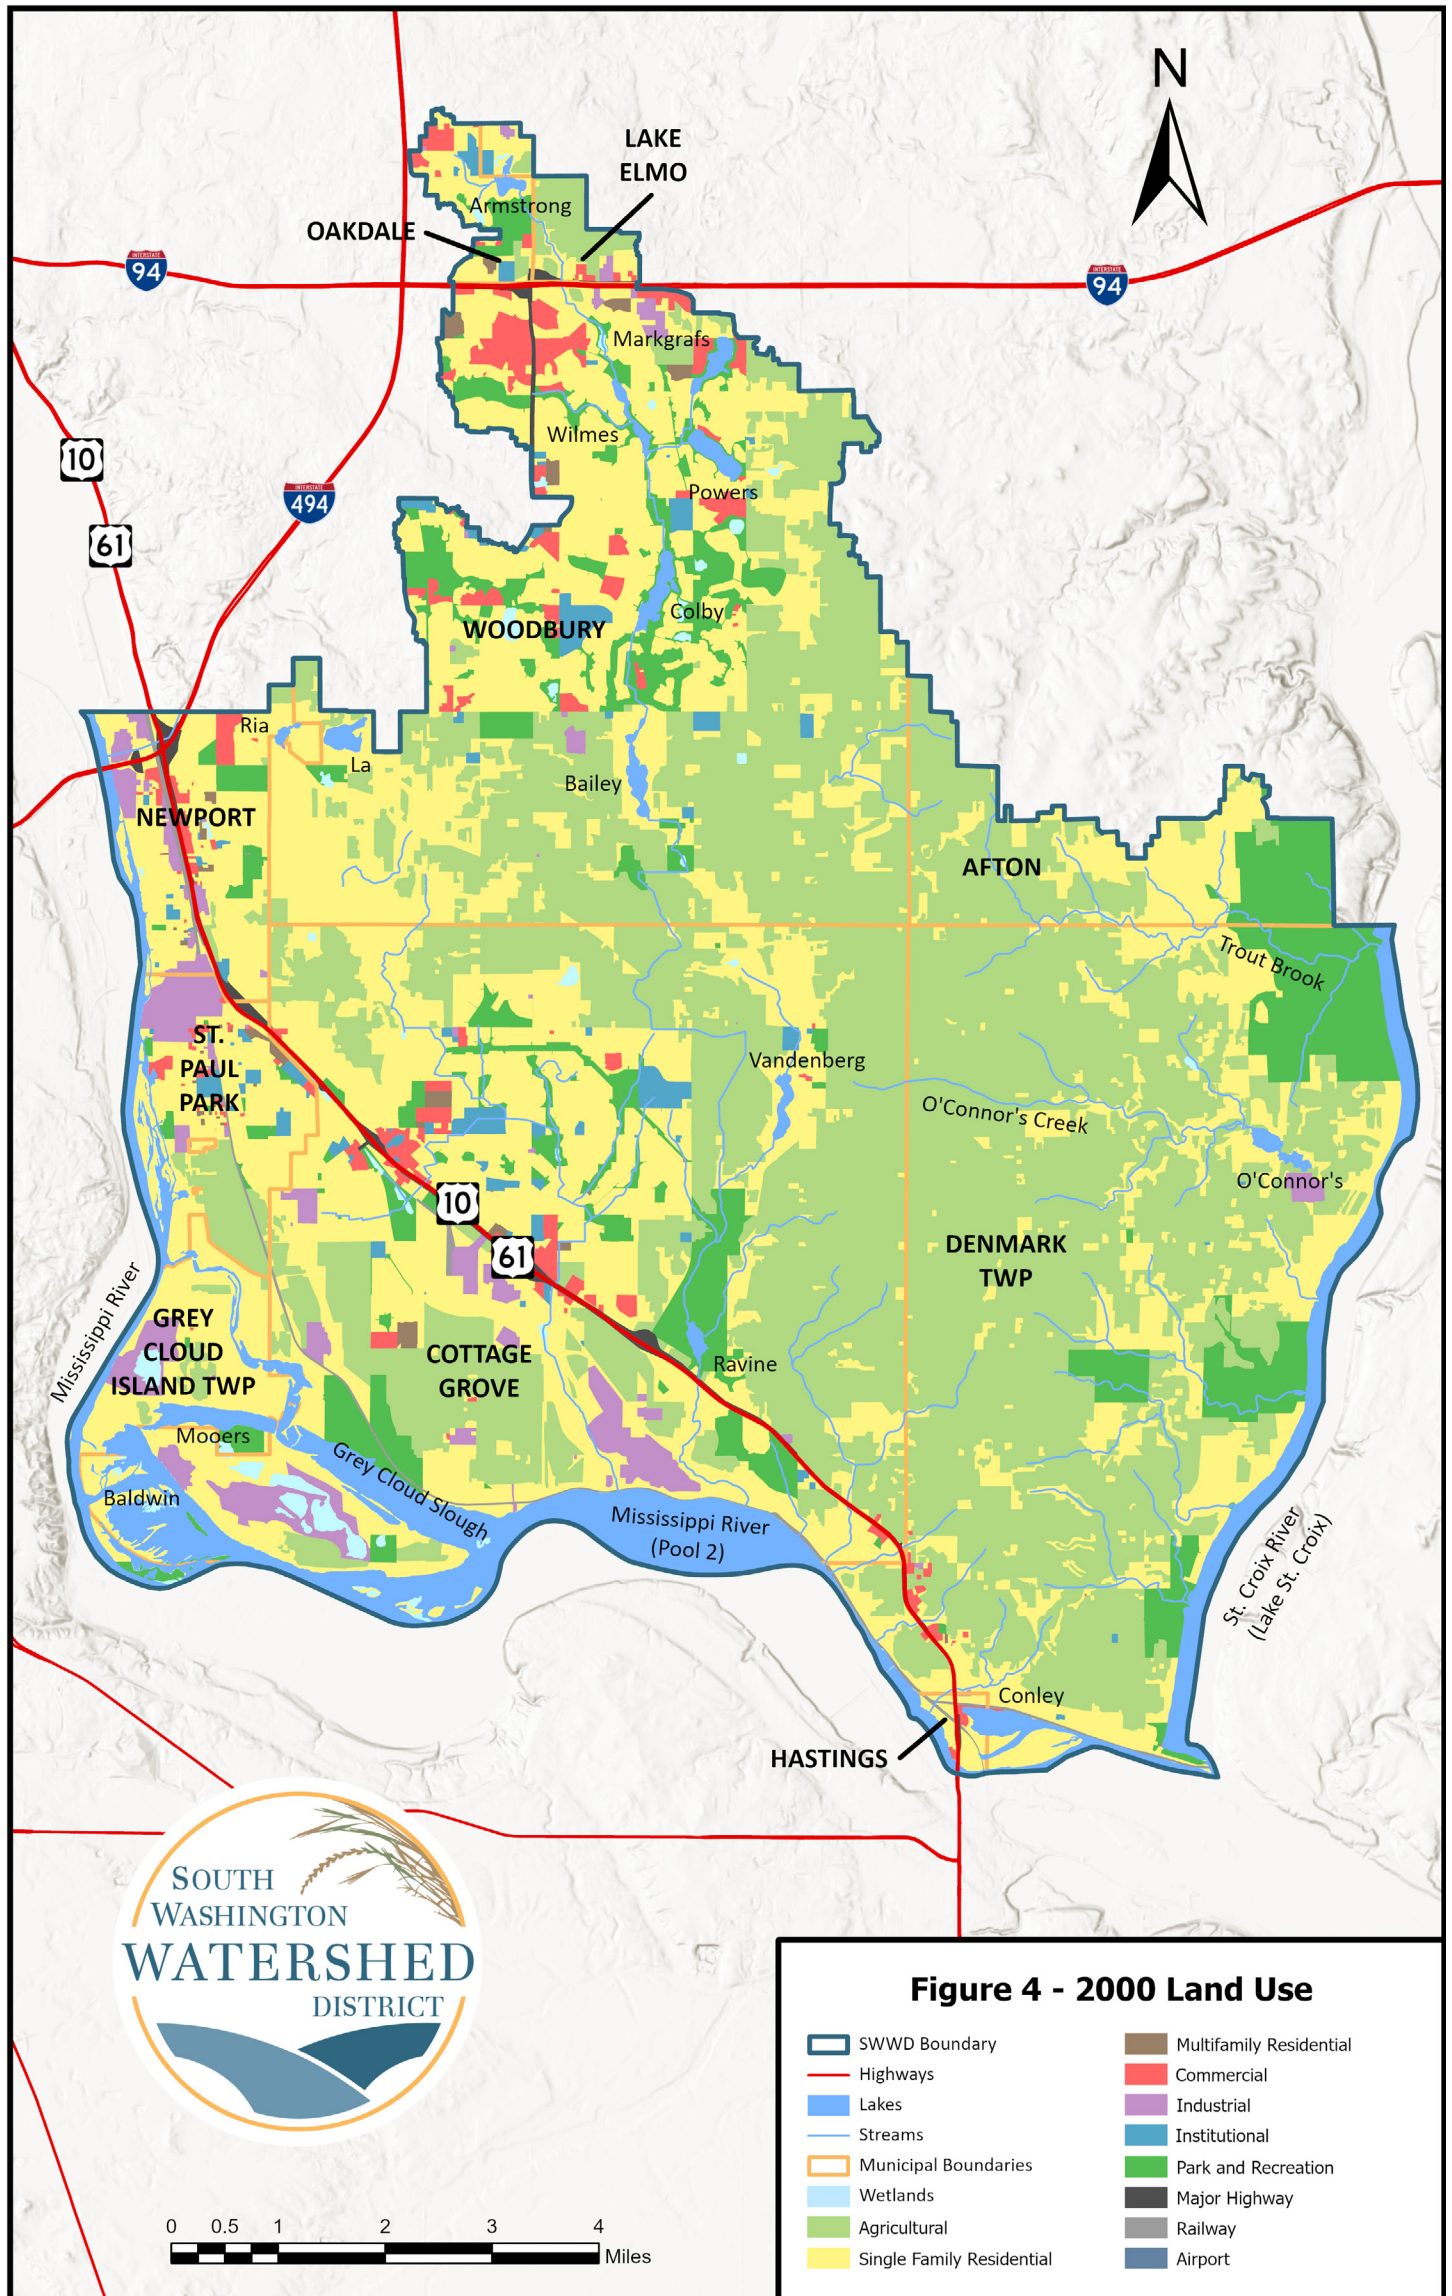 N
LAKE
ELMO
Armstrong
OAKDALE
INTERSTATE
94
INTERSTATE
94
Markgrafs
10
Wilmes
INTERSTATE
494
Powers
61
Colby
WOODBURY
Ria
La
Bailey
NEWPORT
AFTON
Trout Brook
ST.
PAUL
PARK
Vandenberg
O'Connor's Creek
O'Connor's
10
61
DENMARK
TWP
Mississippi River
GREY
CLOUD
ISLAND TWP
COTTAGE
GROVE
Ravine
Mooers
Grey Cloud Slough
Baldwin
Mississippi River
(Pool 2)
St. Croix River
(Lake St. Croix)
Conley
HASTINGS
SOUTH
WASHINGTON
WATERSHED
DISTRICT
Figure 4 - 2000 Land Use
SWWD Boundary
Highways
Lakes
Streams
Municipal Boundaries
Wetlands
Agricultural
Single Family Residential
Multifamily Residential
Commercial
Industrial
Institutional
Park and Recreation
Major Highway
Railway
Airport
0 0.5 1 2 3 4
Miles